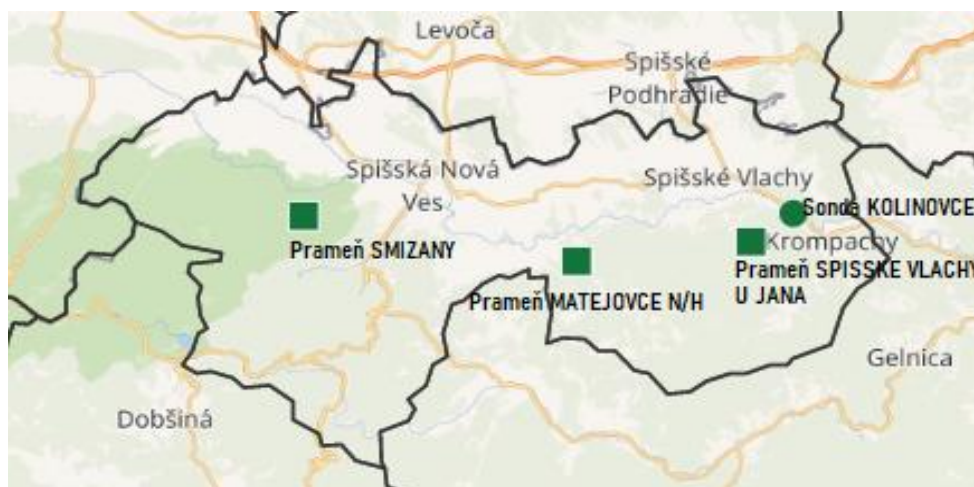 Levoča
Spišské
Podhradie
Spišská Nová
Ves
Spišské Vlachy
Sonda KOLINOVCE
Prameň SMIZANY
Krompachy
Prameň SPISSKE VLACHY
U JANA
Prameň MATEJOVCE N/H
Gelnica
Dobšiná